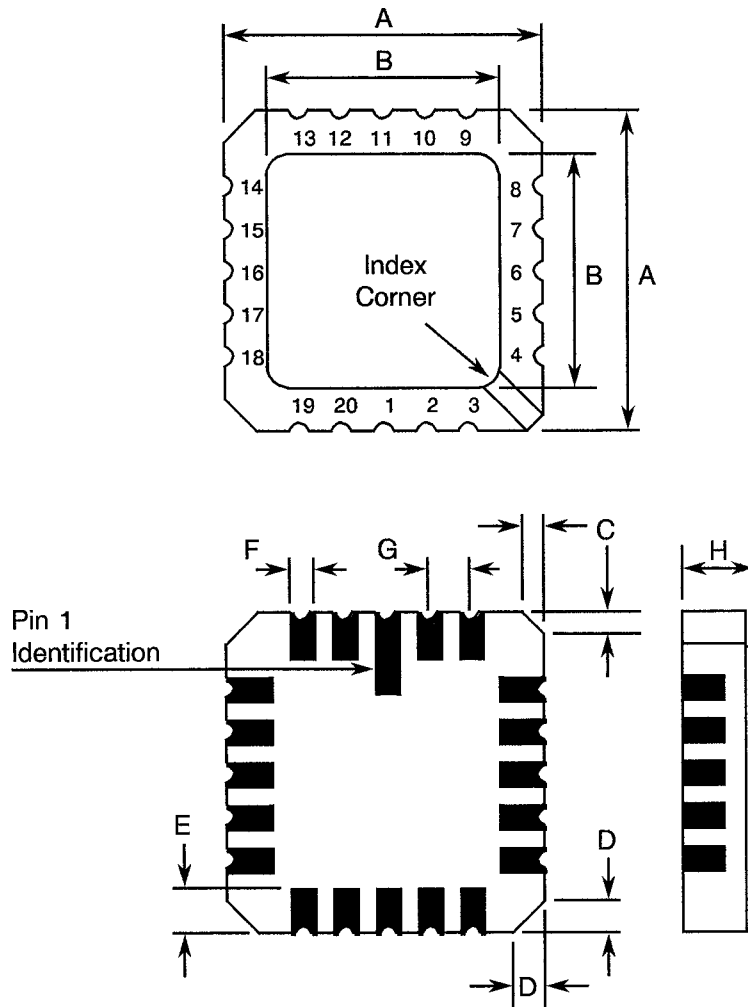 A
B
13 12 11 10 9
14 8
15 7
16 6
17 5
18 4
Index
Corner
B A
19 20 1 2 3
C
F G H
Pin 1
Identification
E D
D